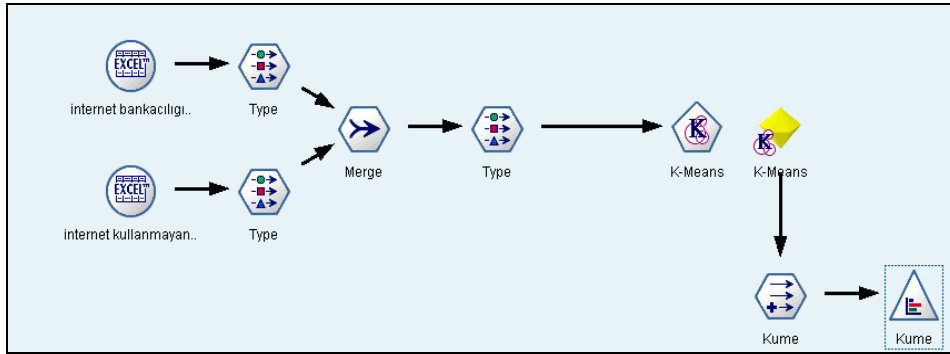 EXCEL
internet bankacılıgı..
Type
Merge
Type
K
K-Means
K
K-Means
EXCEL
internet kullanmayan..
Type
Kume
Kume